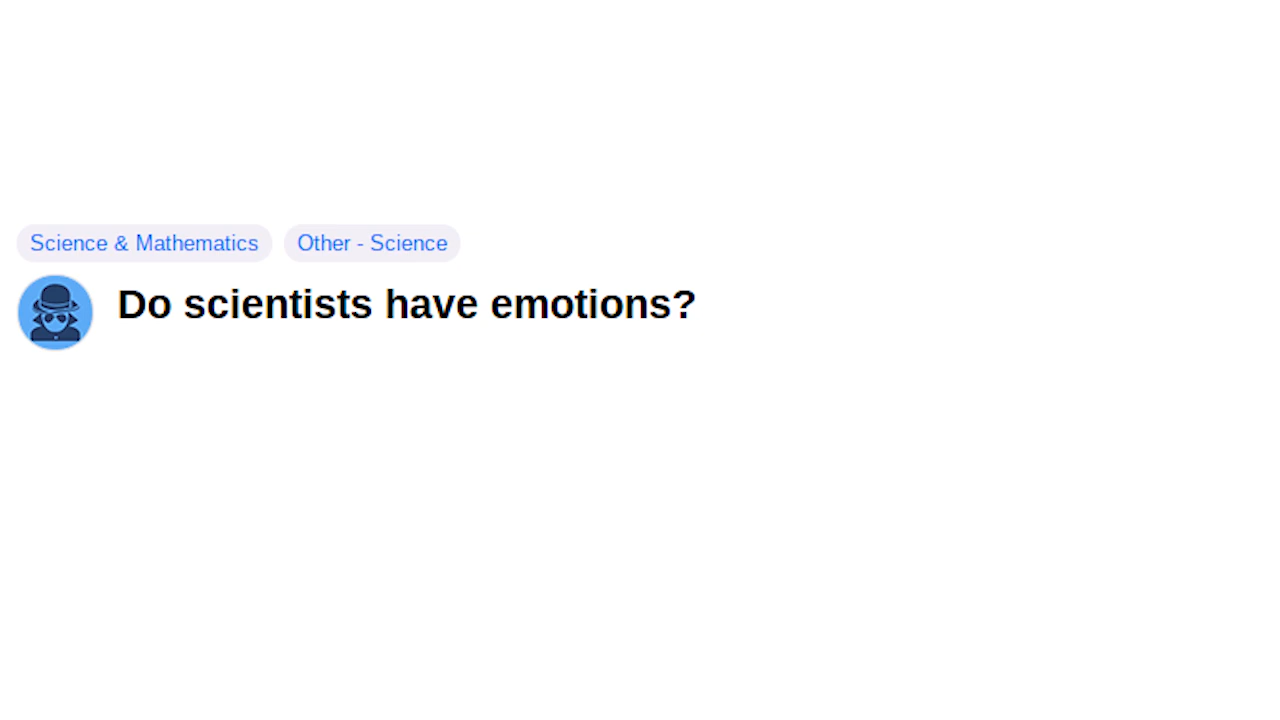 Science & Mathematics Other - Science
Do scientists have emotions?